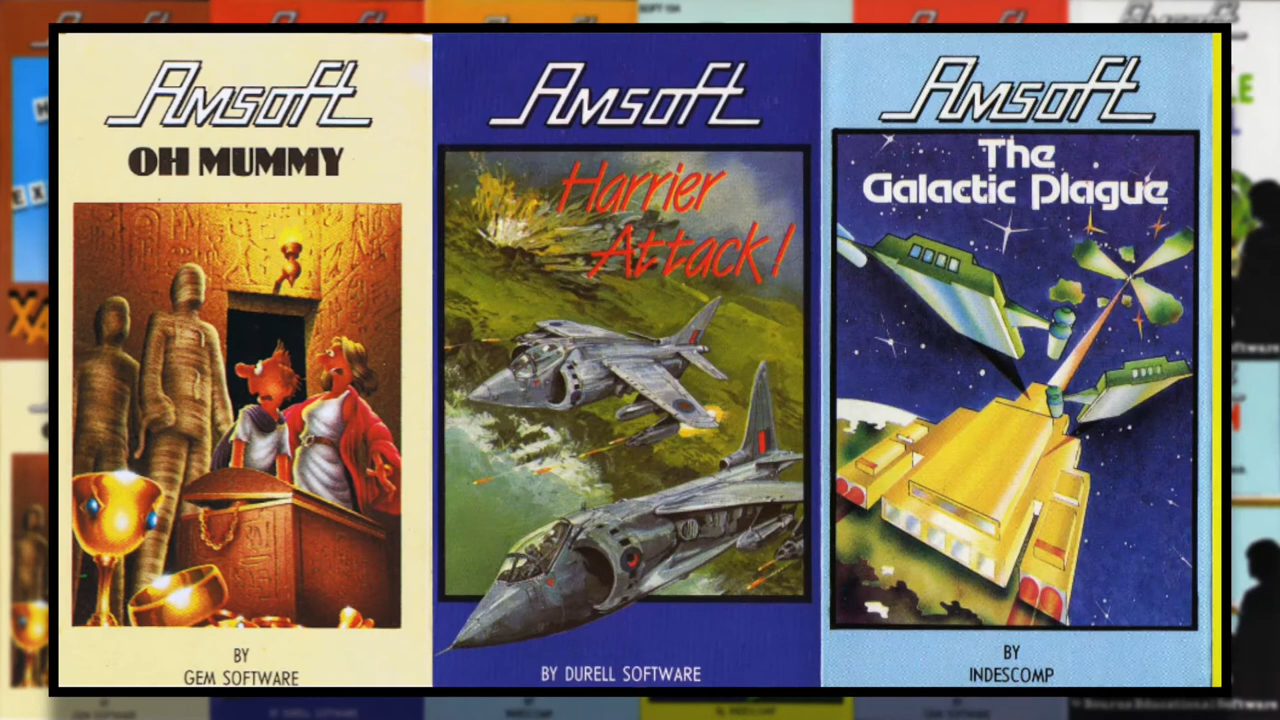 Amsoft
OH MUMMY
BY
GEM SOFTWARE
Amsoft
Harrier
Attack!
BY DURELL SOFTWARE
Amsoft
The
Galactic Plague
BY
INDESCOMP